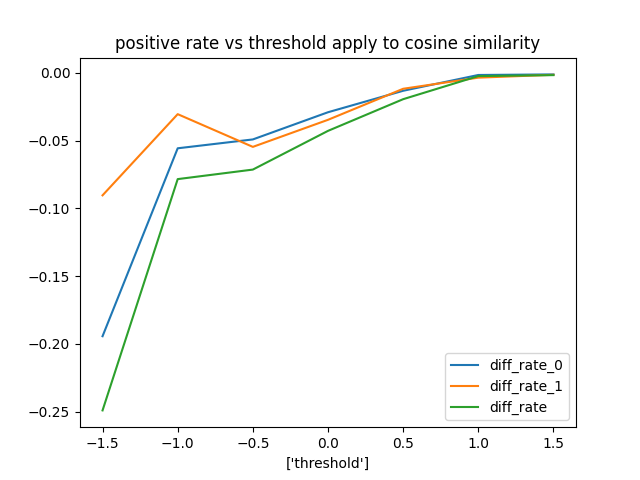 positive rate vs threshold apply to cosine similarity
0.00
−0.05
−0.10
−0.15
−0.20
−0.25
diff_rate_0
diff_rate_1
diff_rate
−1.5 −1.0 −0.5 0.0 0.5 1.0 1.5
['threshold']